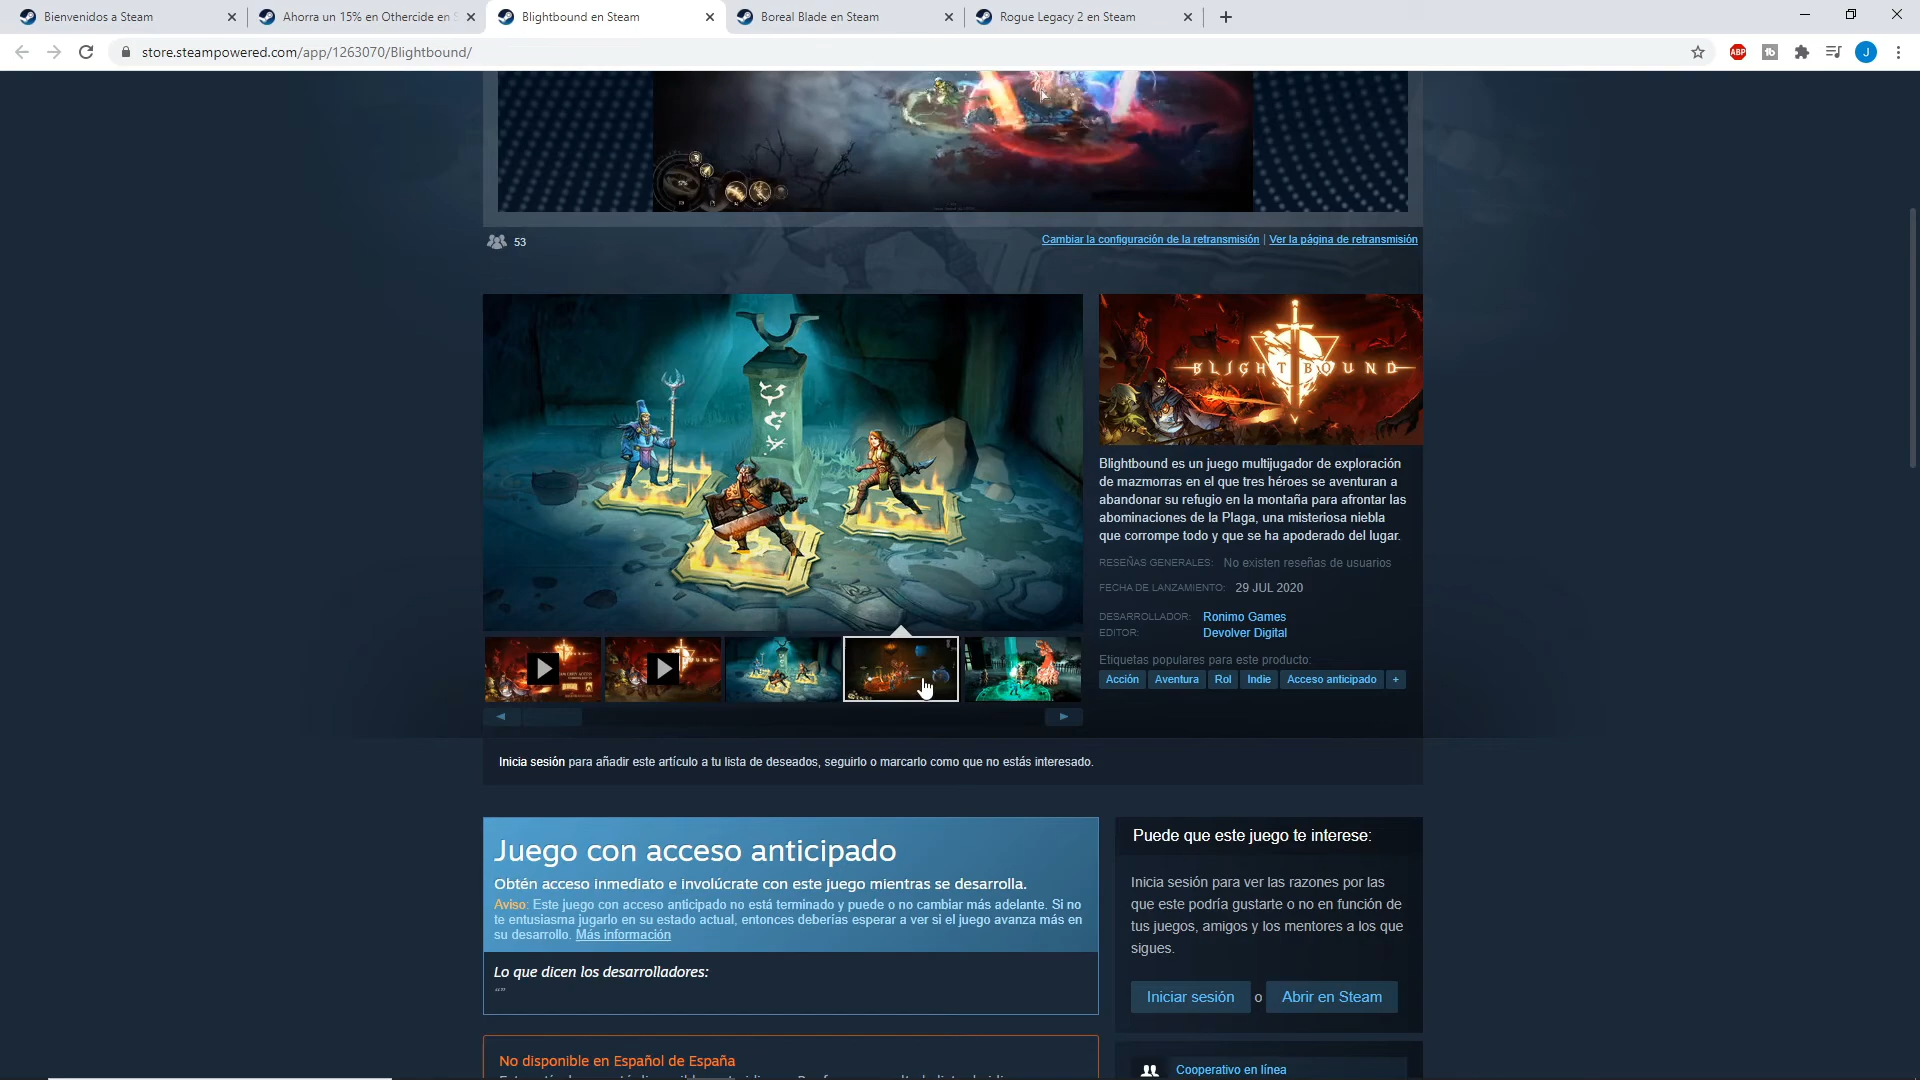 Bienvenidos a Steam
Ahorra un 15% en Othercide en S
Blightbound en Steam
Boreal Blade en Steam
Rogue Legacy 2 en Steam
store.steampowered.com/app/1263070/Blightbound/
ABP
J
53
Cambiar la configuración de la retransmisión | Ver la página de retransmisión
BLIGHTBOUND
Blightbound es un juego multijugador de exploración
de mazmorras en el que tres héroes se aventuran a
abandonar su refugio en la montaña para afrontar las
abominaciones de la Plaga, una misteriosa niebla
que corrompe todo y que se ha apoderado del lugar.
RESEÑAS GENERALES: No existen reseñas de usuarios
FECHA DE LANZAMIENTO: 29 JUL 2020
DESARROLLADOR: Ronimo Games
EDITOR: Devolver Digital
Etiquetas populares para este producto:
Acción Aventura Rol Indie Acceso anticipado +
Inicia sesión para añadir este artículo a tu lista de deseados, seguirlo o marcarlo como que no estás interesado.
Juego con acceso anticipado
Obtén acceso inmediato e involúcrate con este juego mientras se desarrolla.
Aviso: Este juego con acceso anticipado no está terminado y puede o no cambiar más adelante. Si no
te entusiasma jugarlo en su estado actual, entonces deberías esperar a ver si el juego avanza más en
su desarrollo. Más información
Lo que dicen los desarrolladores:
“”
No disponible en Español de España
Puede que este juego te interese:
Inicia sesión para ver las razones por las
que este podría gustarte o no en función de
tus juegos, amigos y los mentores a los que
sigues.
Iniciar sesión o Abrir en Steam
Cooperativo en línea